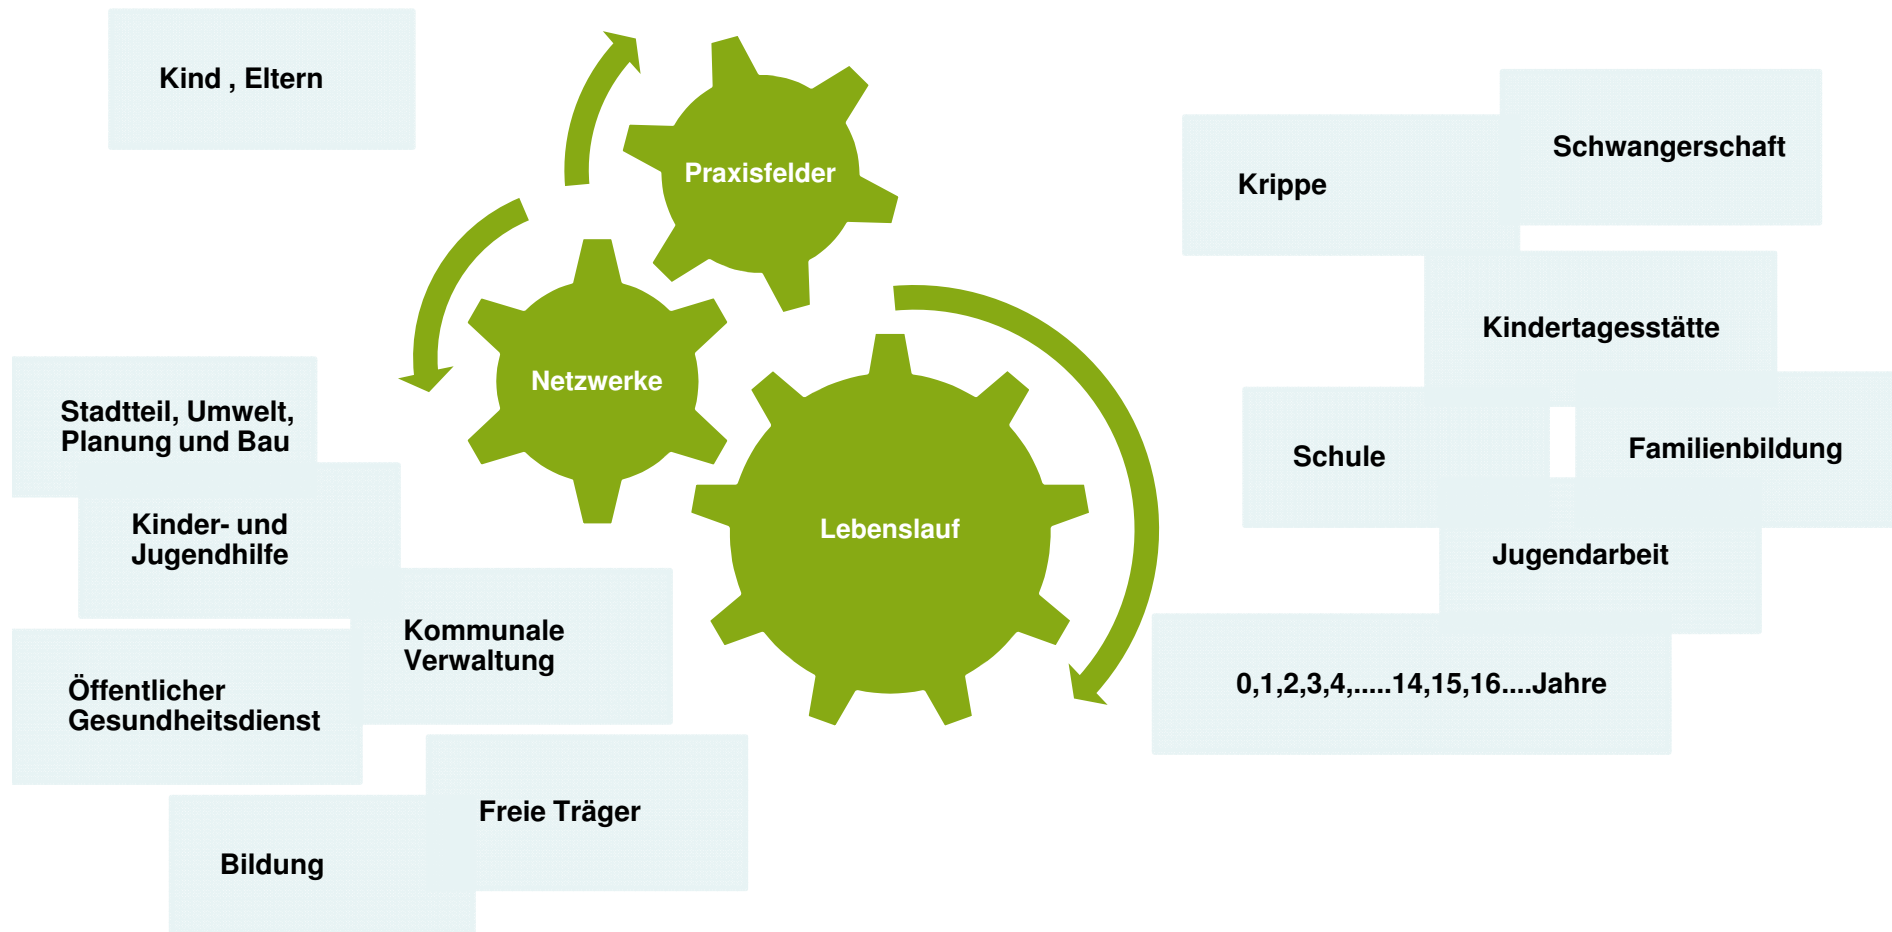 Kind , Eltern
Praxisfelder
Schwangerschaft
Krippe
Kindertagesstätte
Netzwerke
Stadtteil, Umwelt,
Planung und Bau
Schule
Familienbildung
Kinder- und
Jugendhilfe
Lebenslauf
Jugendarbeit
Kommunale
Verwaltung
Öffentlicher
Gesundheitsdienst
0,1,2,3,4,.....14,15,16....Jahre
Freie Träger
Bildung